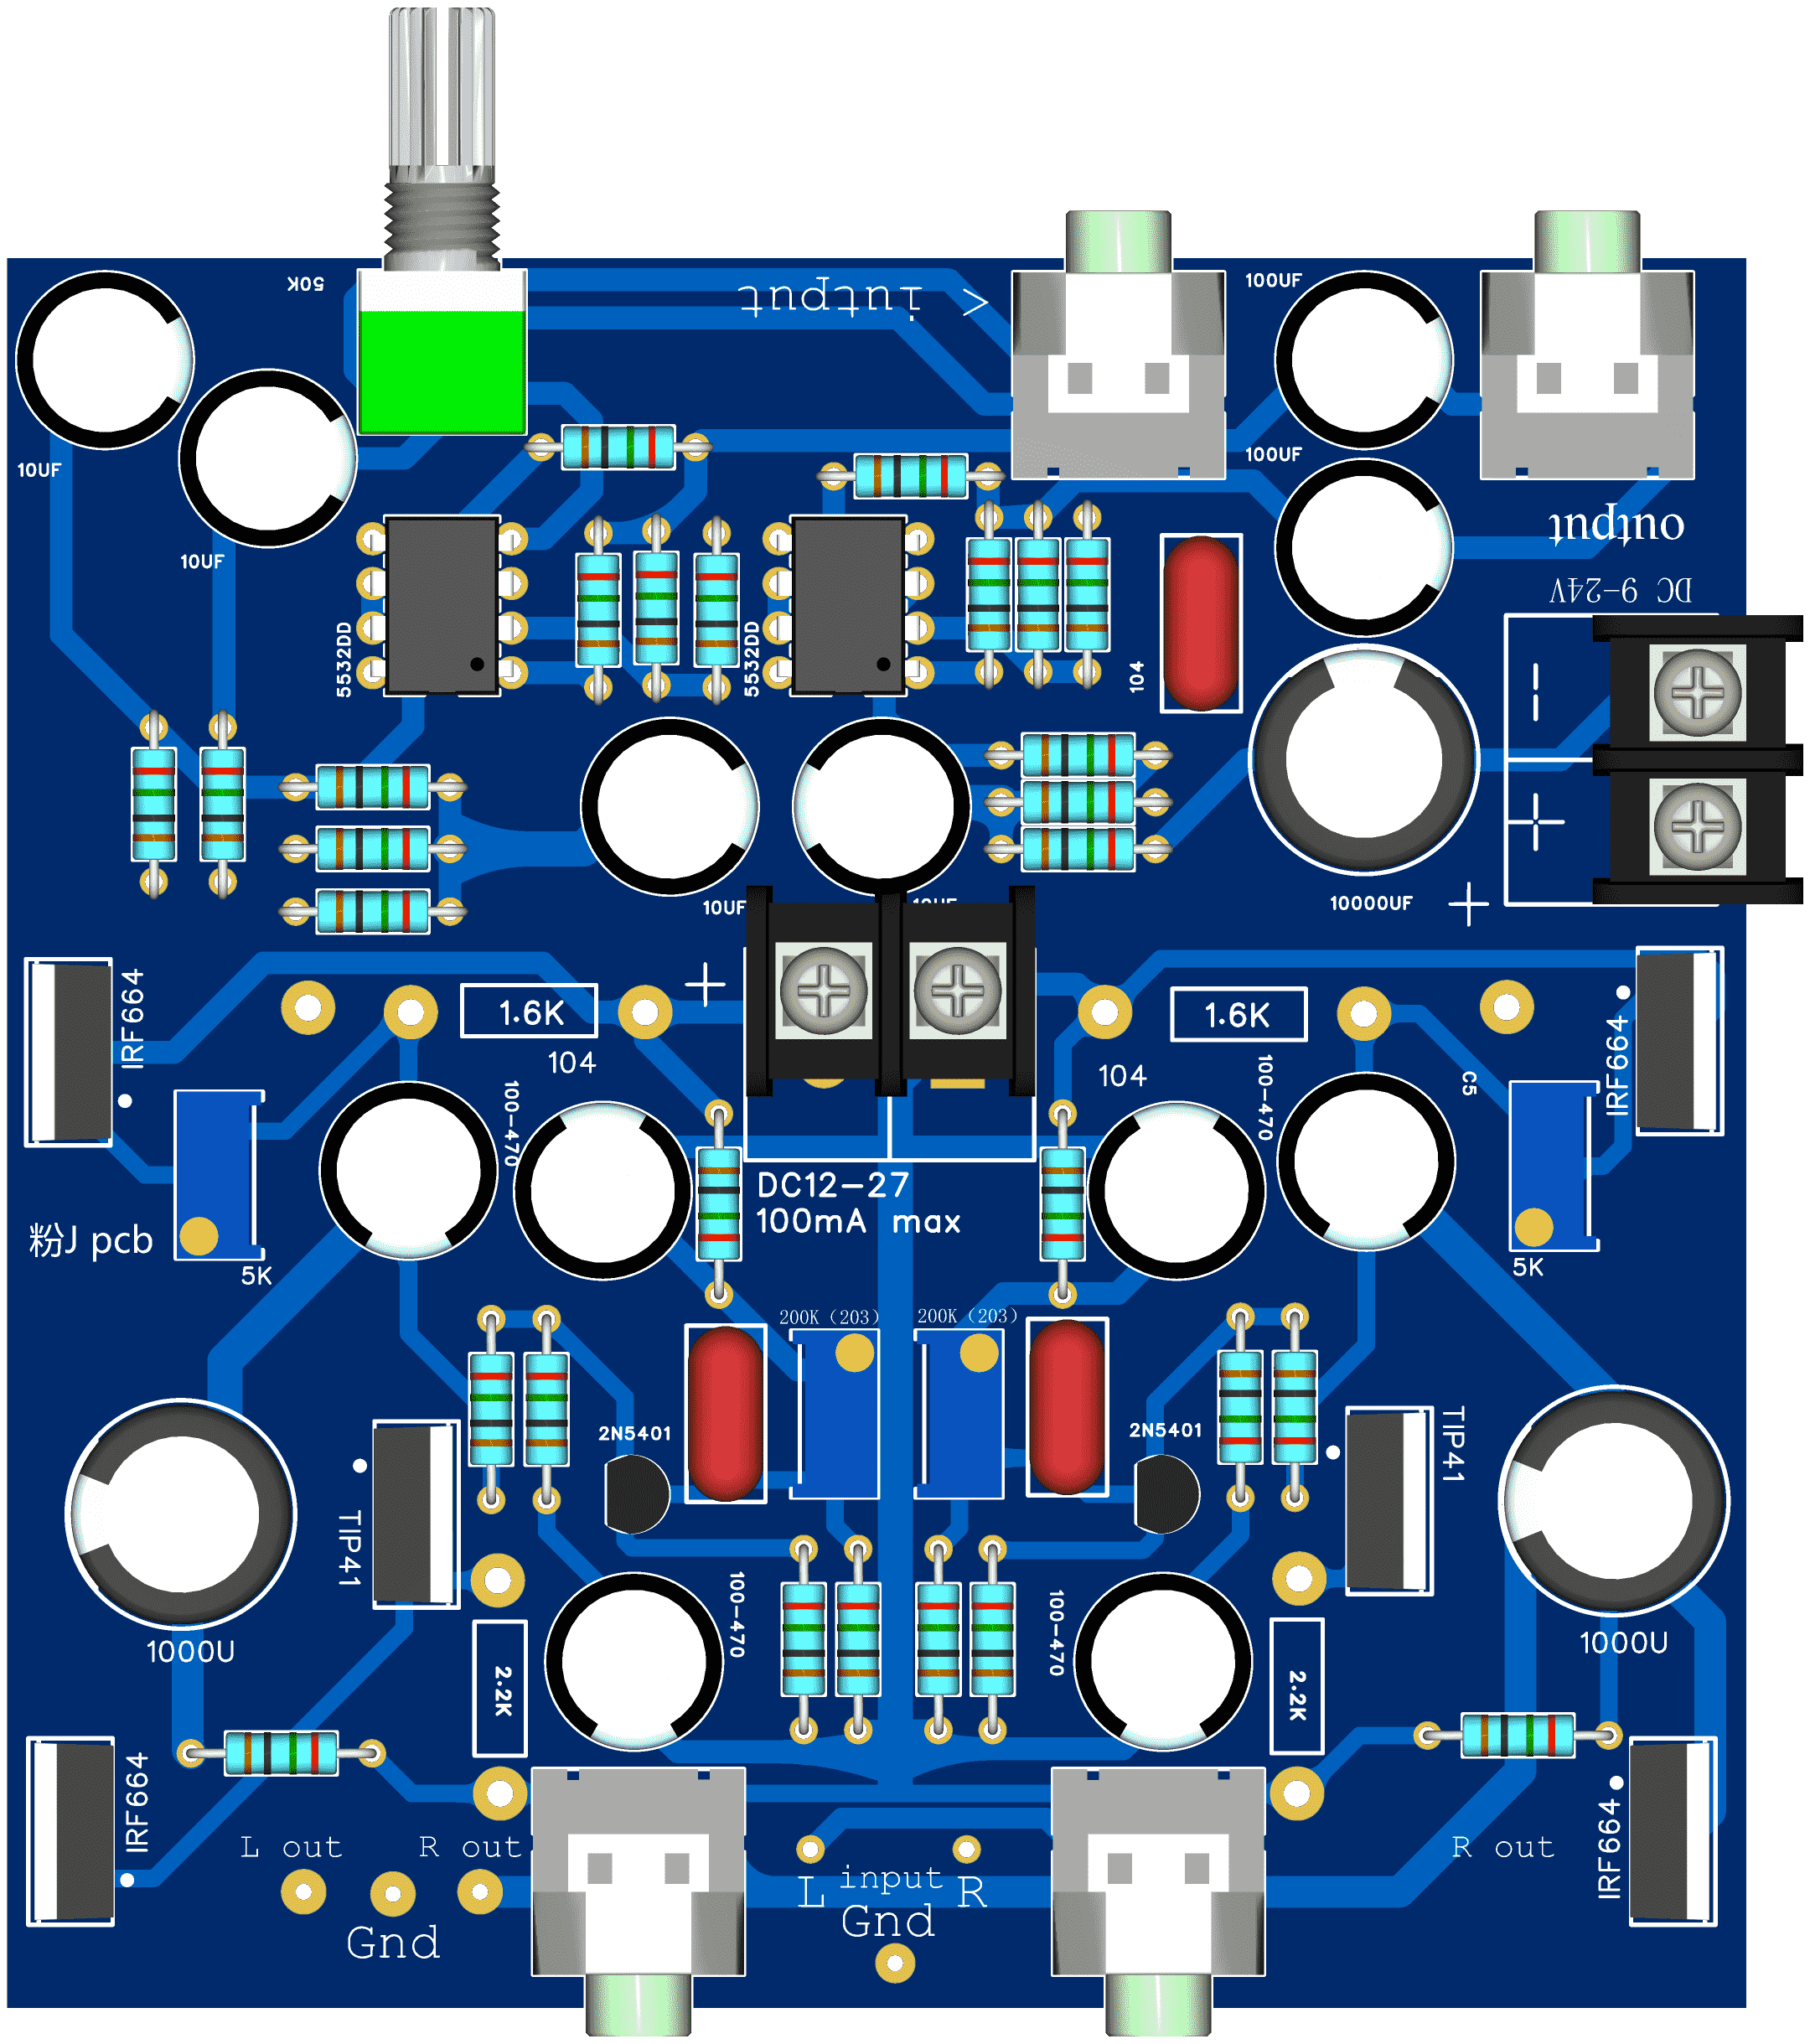 50K
iutput >
100UF
10UF
100UF
10UF
output
DC 9-24V
5532DD
5532DD
104
10UF
10UF
10000UF
+
IRF664
+
1.6K
1.6K
IRF664
104
104
100-470
100-470
C5
DC12-27
100mA max
粉J pcb
5K
5K
200K（203）
200K（203）
2N5401
2N5401
TIP41
TIP41
1000U
1000U
100-470
100-470
2.2K
2.2K
IRF664
IRF664
L out
R out
R out
L input R
Gnd
Gnd